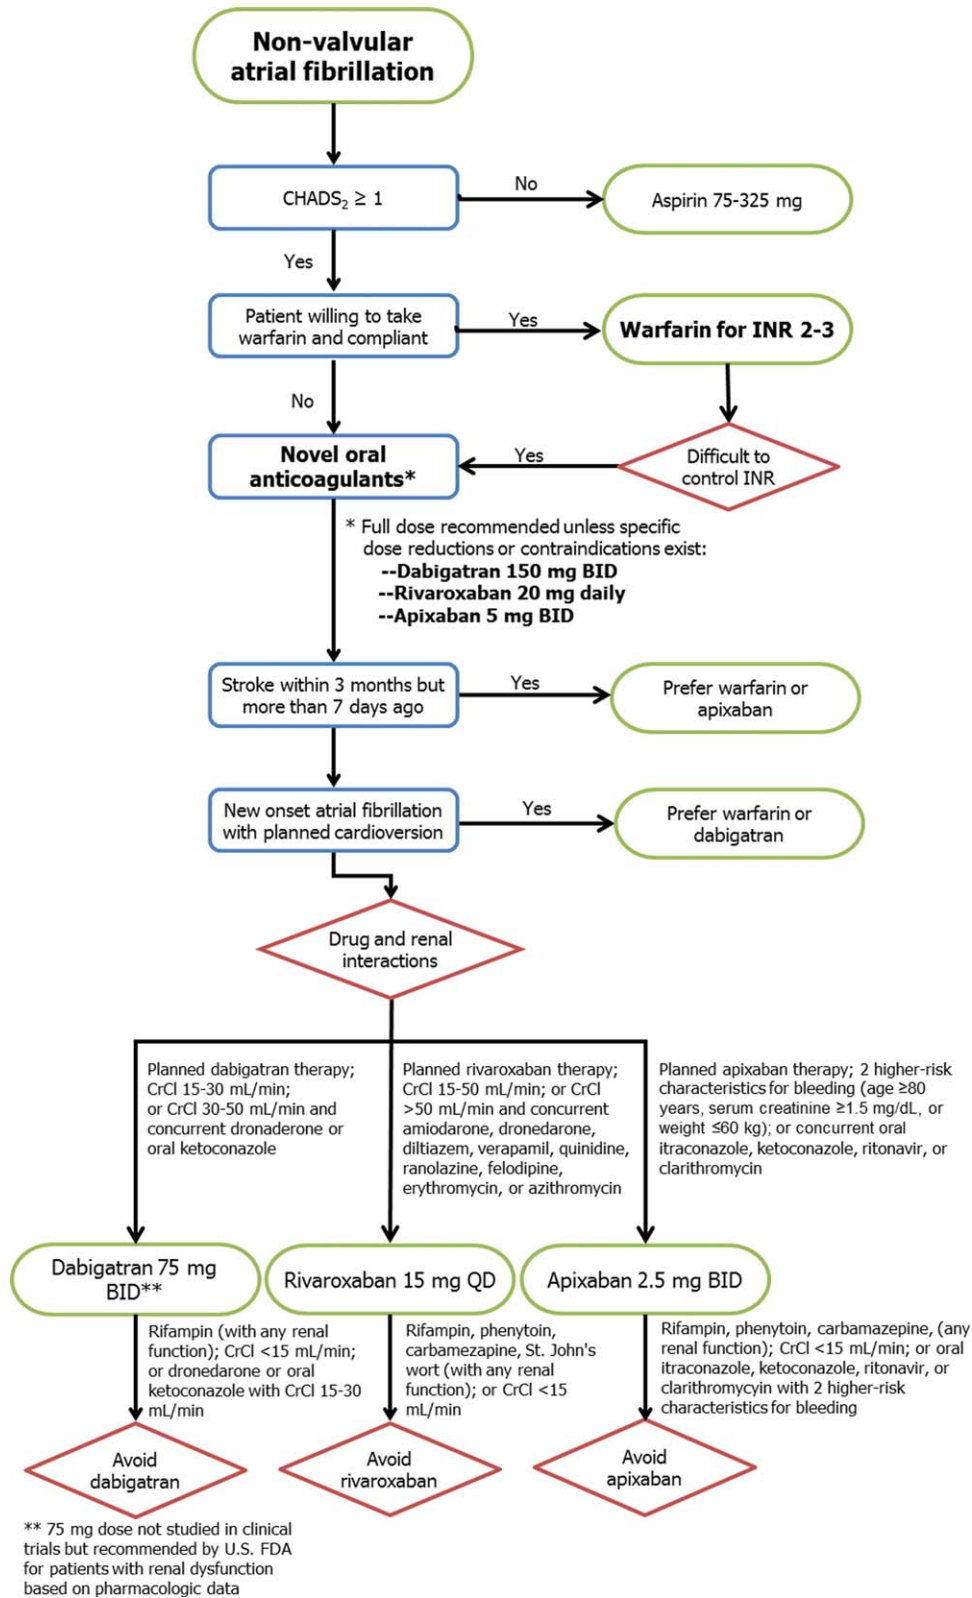 Non-valvular
atrial fibrillation
CHADS₂ ≥ 1
No
Aspirin 75-325 mg
Yes
Patient willing to take
warfarin and compliant
Yes
Warfarin for INR 2-3
No
Novel oral
anticoagulants*
Yes
Difficult to
control INR
* Full dose recommended unless specific
dose reductions or contraindications exist:
--Dabigatran 150 mg BID
--Rivaroxaban 20 mg daily
--Apixaban 5 mg BID
Stroke within 3 months but
more than 7 days ago
Yes
Prefer warfarin or
apixaban
New onset atrial fibrillation
with planned cardioversion
Yes
Prefer warfarin or
dabigatran
Drug and renal
interactions
Planned dabigatran therapy;
CrCl 15-30 mL/min;
or CrCl 30-50 mL/min and
concurrent dronaderone or
oral ketoconazole
Planned rivaroxaban therapy;
CrCl 15-50 mL/min; or CrCl
>50 mL/min and concurrent
amiodarone, dronedarone,
diltiazem, verapamil, quinidine,
ranolazine, felodipine,
erythromycin, or azithromycin
Planned apixaban therapy; 2 higher-risk
characteristics for bleeding (age ≥80
years, serum creatinine ≥1.5 mg/dL, or
weight ≤60 kg); or concurrent oral
itraconazole, ketoconazole, ritonavir, or
clarithromycin
Dabigatran 75 mg
BID**
Rivaroxaban 15 mg QD
Apixaban 2.5 mg BID
Rifampin (with any renal
function); CrCl <15 mL/min;
or dronedarone or oral
ketoconazole with CrCl 15-30
mL/min
Rifampin, phenytoin,
carbamezapine, St. John's
wort (with any renal
function); or CrCl <15
mL/min
Rifampin, phenytoin, carbamazepine, (any
renal function); CrCl <15 mL/min; or oral
itraconazole, ketoconazole, ritonavir, or
clarithromycyin with 2 higher-risk
characteristics for bleeding
Avoid
dabigatran
Avoid
rivaroxaban
Avoid
apixaban
** 75 mg dose not studied in clinical
trials but recommended by U.S. FDA
for patients with renal dysfunction
based on pharmacologic data